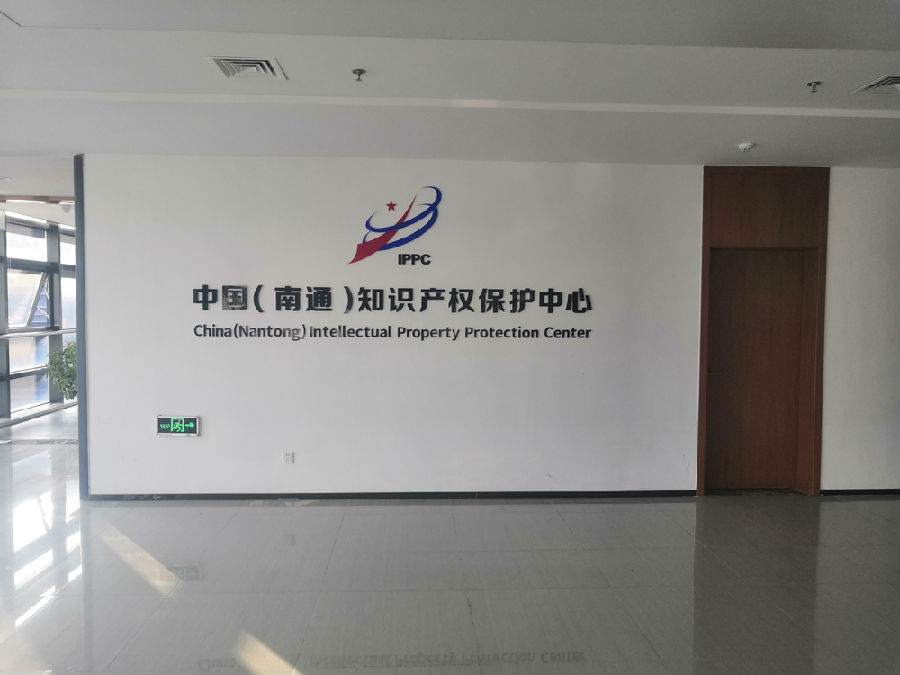 IPPC
中国(南通)知识产权保护中心
China(Nantong)Intellectual Property Protection Center